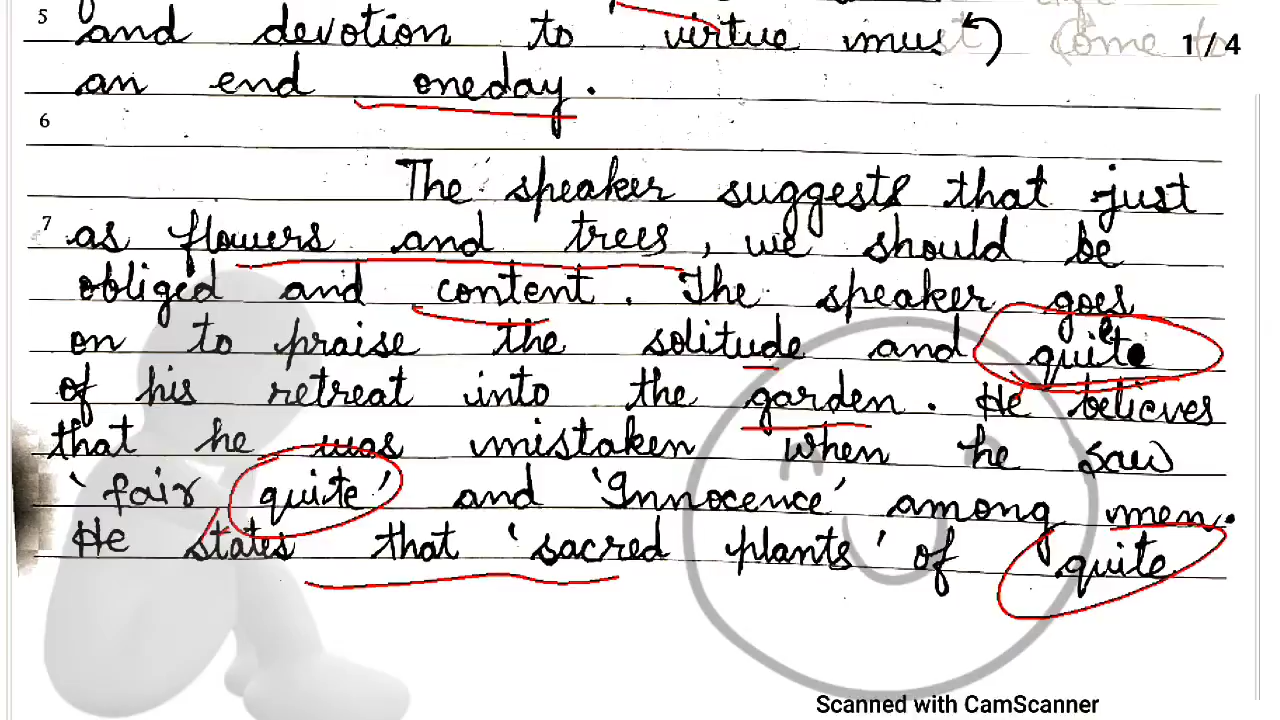 5
and devotion to virtue must) Come to 1 / 4
an end oneday.
6
The speaker suggests that just
7
as flowers and trees, we should be
obliged and content. The speaker goes
on to praise the solitude and quite
of his retreat into the garden. He believes
that he was mistaken when he saw
'fair quite' and 'Innocence' among men.
He states that 'sacred plants' of quite
Scanned with CamScanner